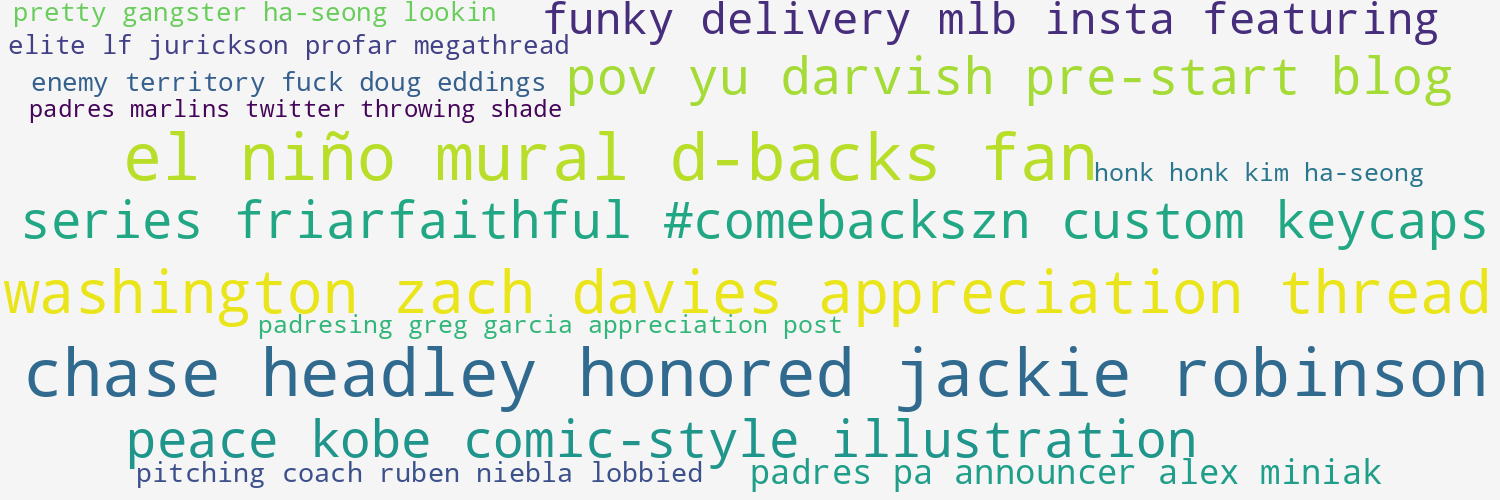 pretty gangster ha-seong lookin
funky delivery mlb insta featuring
elite lf jurickson profar megathread
enemy territory fuck doug eddings
pov yu darvish pre-start blog
padres marlins twitter throwing shade
el niño mural d-backs fan
honk honk kim ha-seong
series friarfaithful #comebackszn custom keycaps
washington zach davies appreciation thread
padresing greg garcia appreciation post
chase headley honored jackie robinson
peace kobe comic-style illustration
pitching coach ruben niebla lobbied
padres pa announcer alex miniak